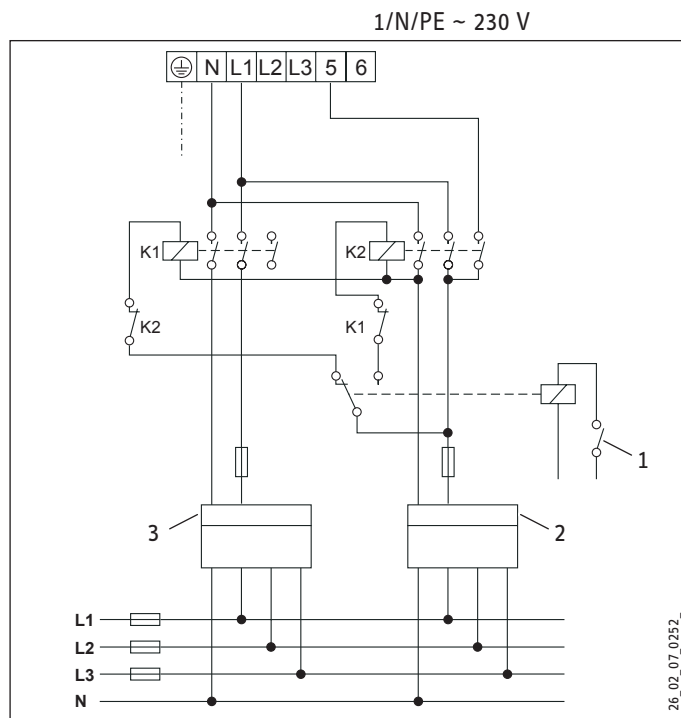 1/N/PE ~ 230 V
N L1 L2 L3 5 6
K1
K2
K2
K1
1
3
2
L1
L2
L3
N
26_02_07_0252_